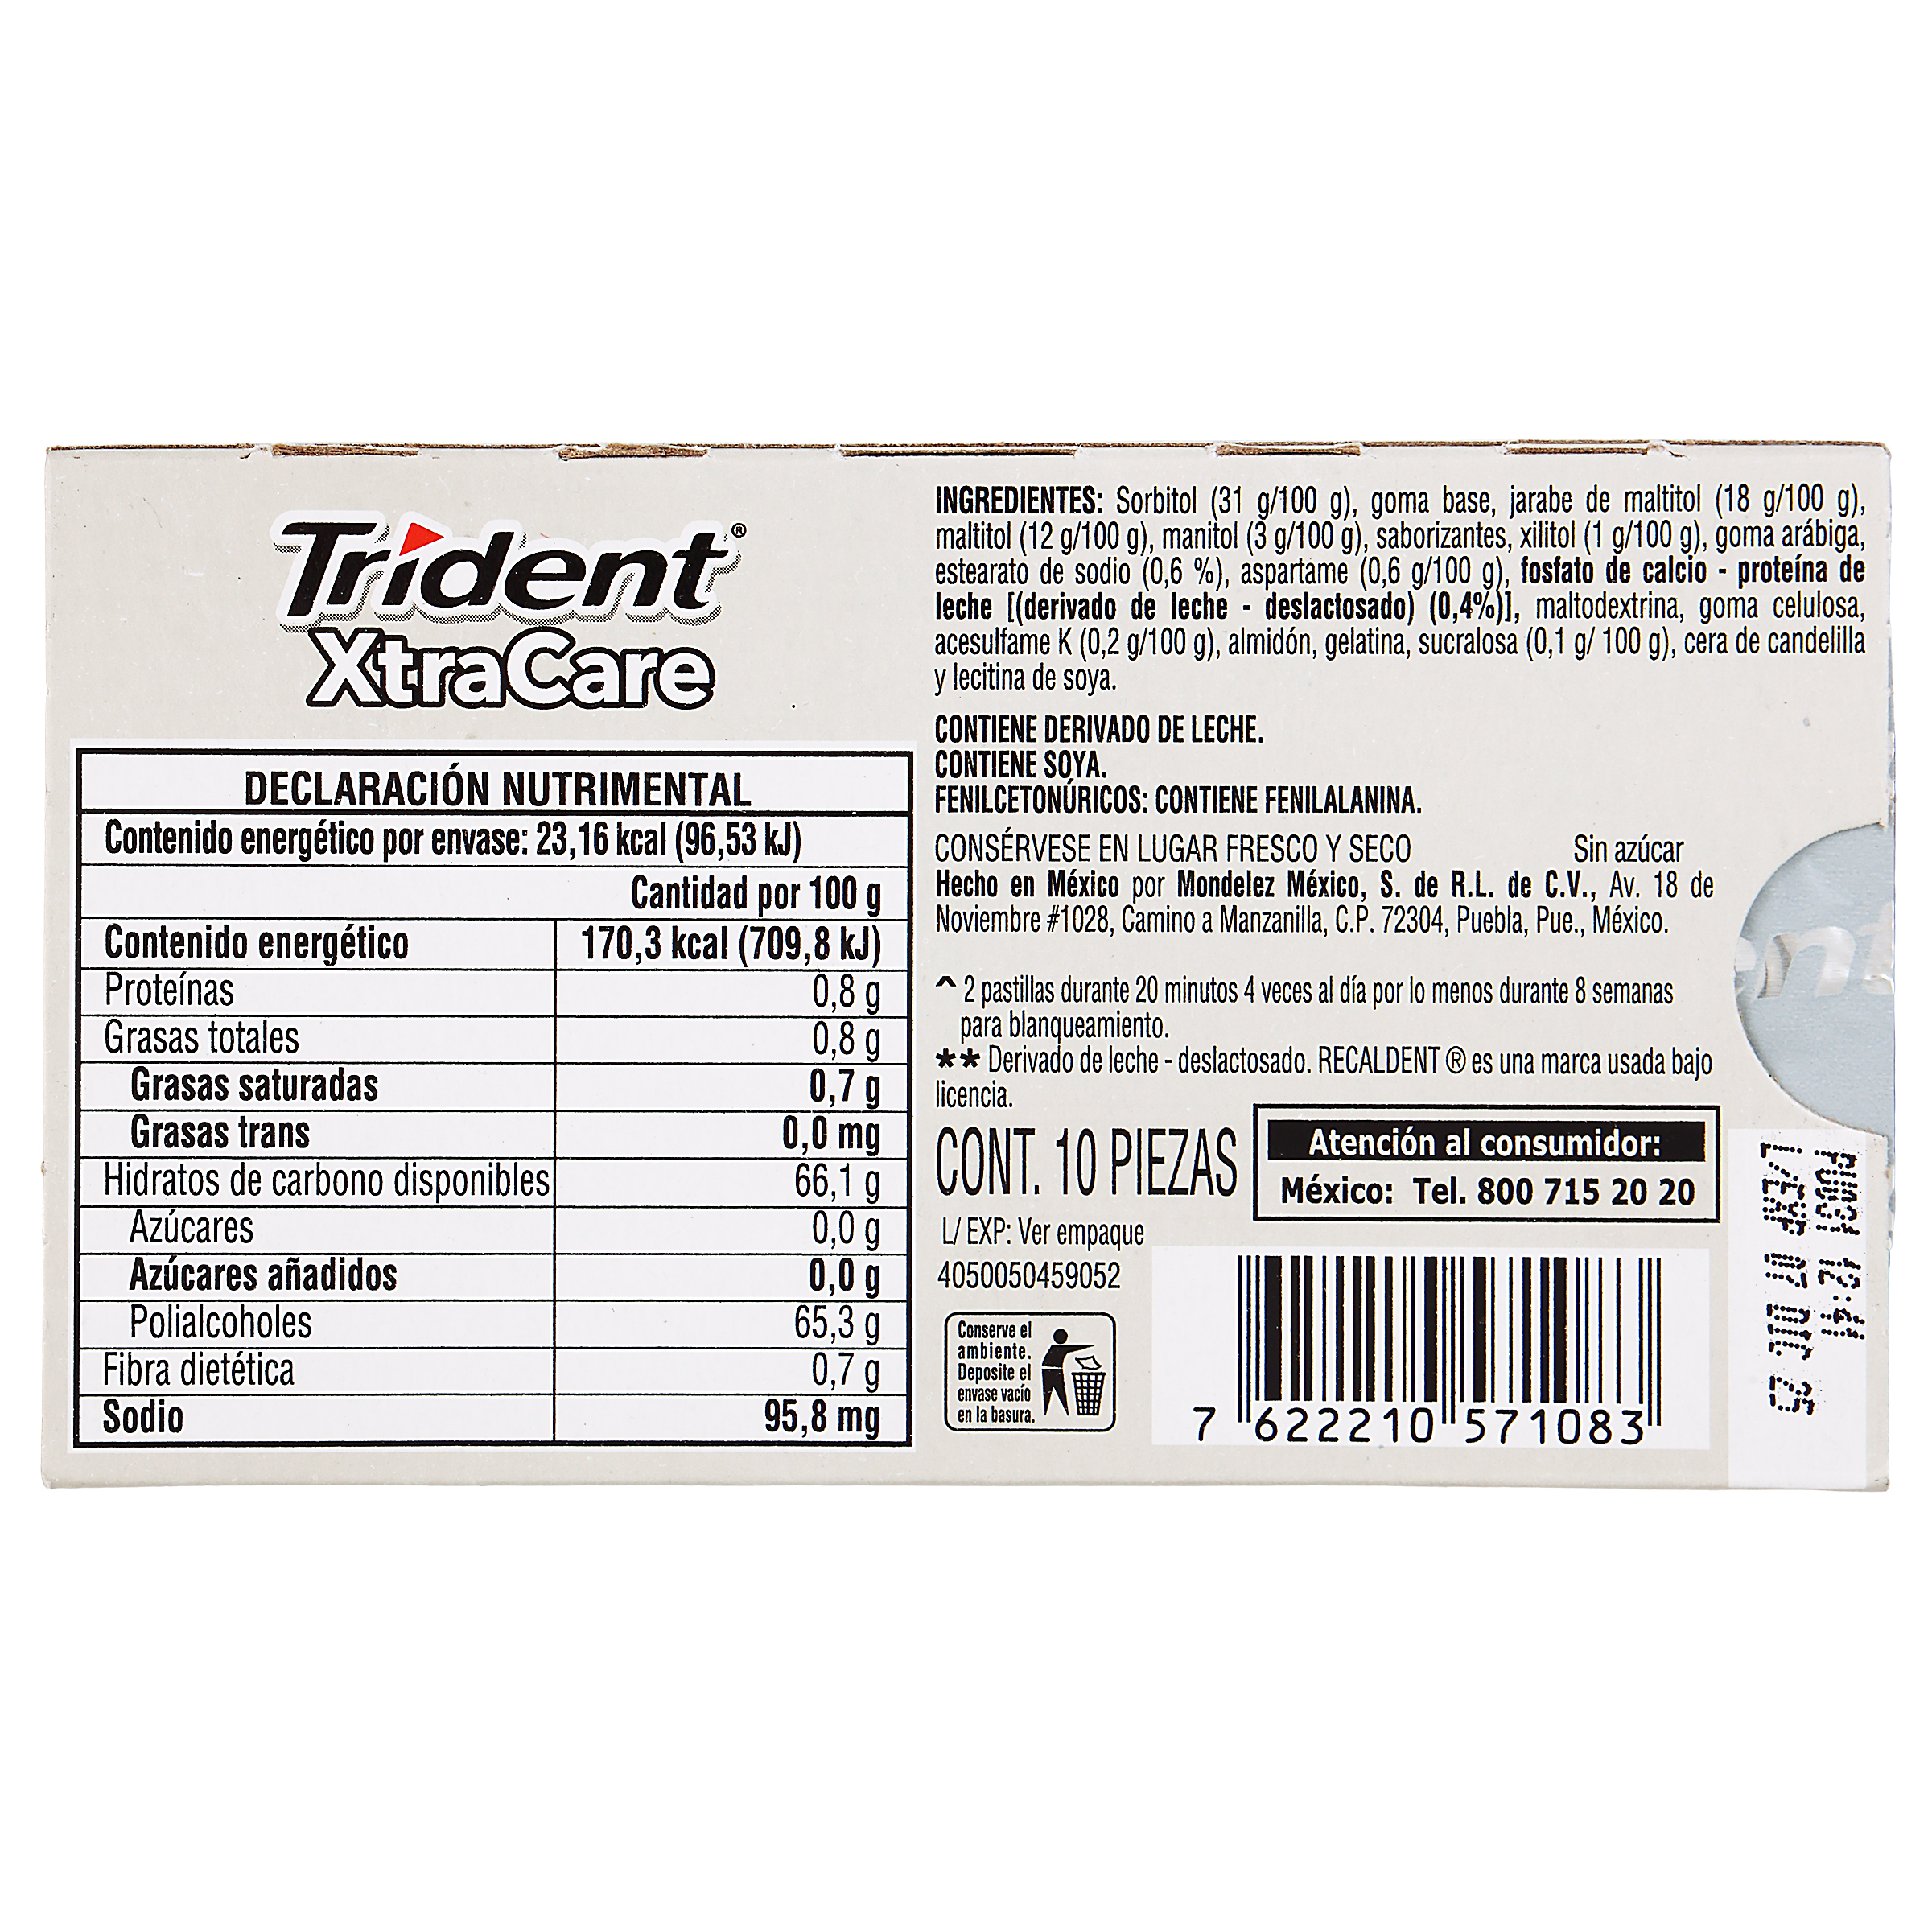 Trident®
XtraCare
DECLARACIÓN NUTRIMENTAL
Contenido energético por envase: 23,16 kcal (96,53 kJ)
Cantidad por 100 g
Contenido energético 170,3 kcal (709,8 kJ)
Proteínas 0,8 g
Grasas totales 0,8 g
Grasas saturadas 0,7 g
Grasas trans 0,0 mg
Hidratos de carbono disponibles 66,1 g
Azúcares 0,0 g
Azúcares añadidos 0,0 g
Polialcoholes 65,3 g
Fibra dietética 0,7 g
Sodio 95,8 mg
INGREDIENTES: Sorbitol (31 g/100 g), goma base, jarabe de maltitol (18 g/100 g),
maltitol (12 g/100 g), manitol (3 g/100 g), saborizantes, xilitol (1 g/100 g), goma arábiga,
estearato de sodio (0,6 %), aspartame (0,6 g/100 g), fosfato de calcio - proteína de
leche [(derivado de leche - deslactosado) (0,4%)], maltodextrina, goma celulosa,
acesulfame K (0,2 g/100 g), almidón, gelatina, sucralosa (0,1 g/ 100 g), cera de candelilla
y lecitina de soya.
CONTIENE DERIVADO DE LECHE.
CONTIENE SOYA.
FENILCETONÚRICOS: CONTIENE FENILALANINA.
CONSÉRVESE EN LUGAR FRESCO Y SECO Sin azúcar
Hecho en México por Mondelez México, S. de R.L. de C.V., Av. 18 de
Noviembre #1028, Camino a Manzanilla, C.P. 72304, Puebla, Pue., México.
^ 2 pastillas durante 20 minutos 4 veces al día por lo menos durante 8 semanas
para blanqueamiento.
** Derivado de leche - deslactosado. RECALDENT ® es una marca usada bajo
licencia.
CONT. 10 PIEZAS
Atención al consumidor:
México: Tel. 800 715 20 20
L/ EXP: Ver empaque
4050050459052
Conserve el
ambiente.
Deposite el
envase vacío
en la basura.
7 622210 571083